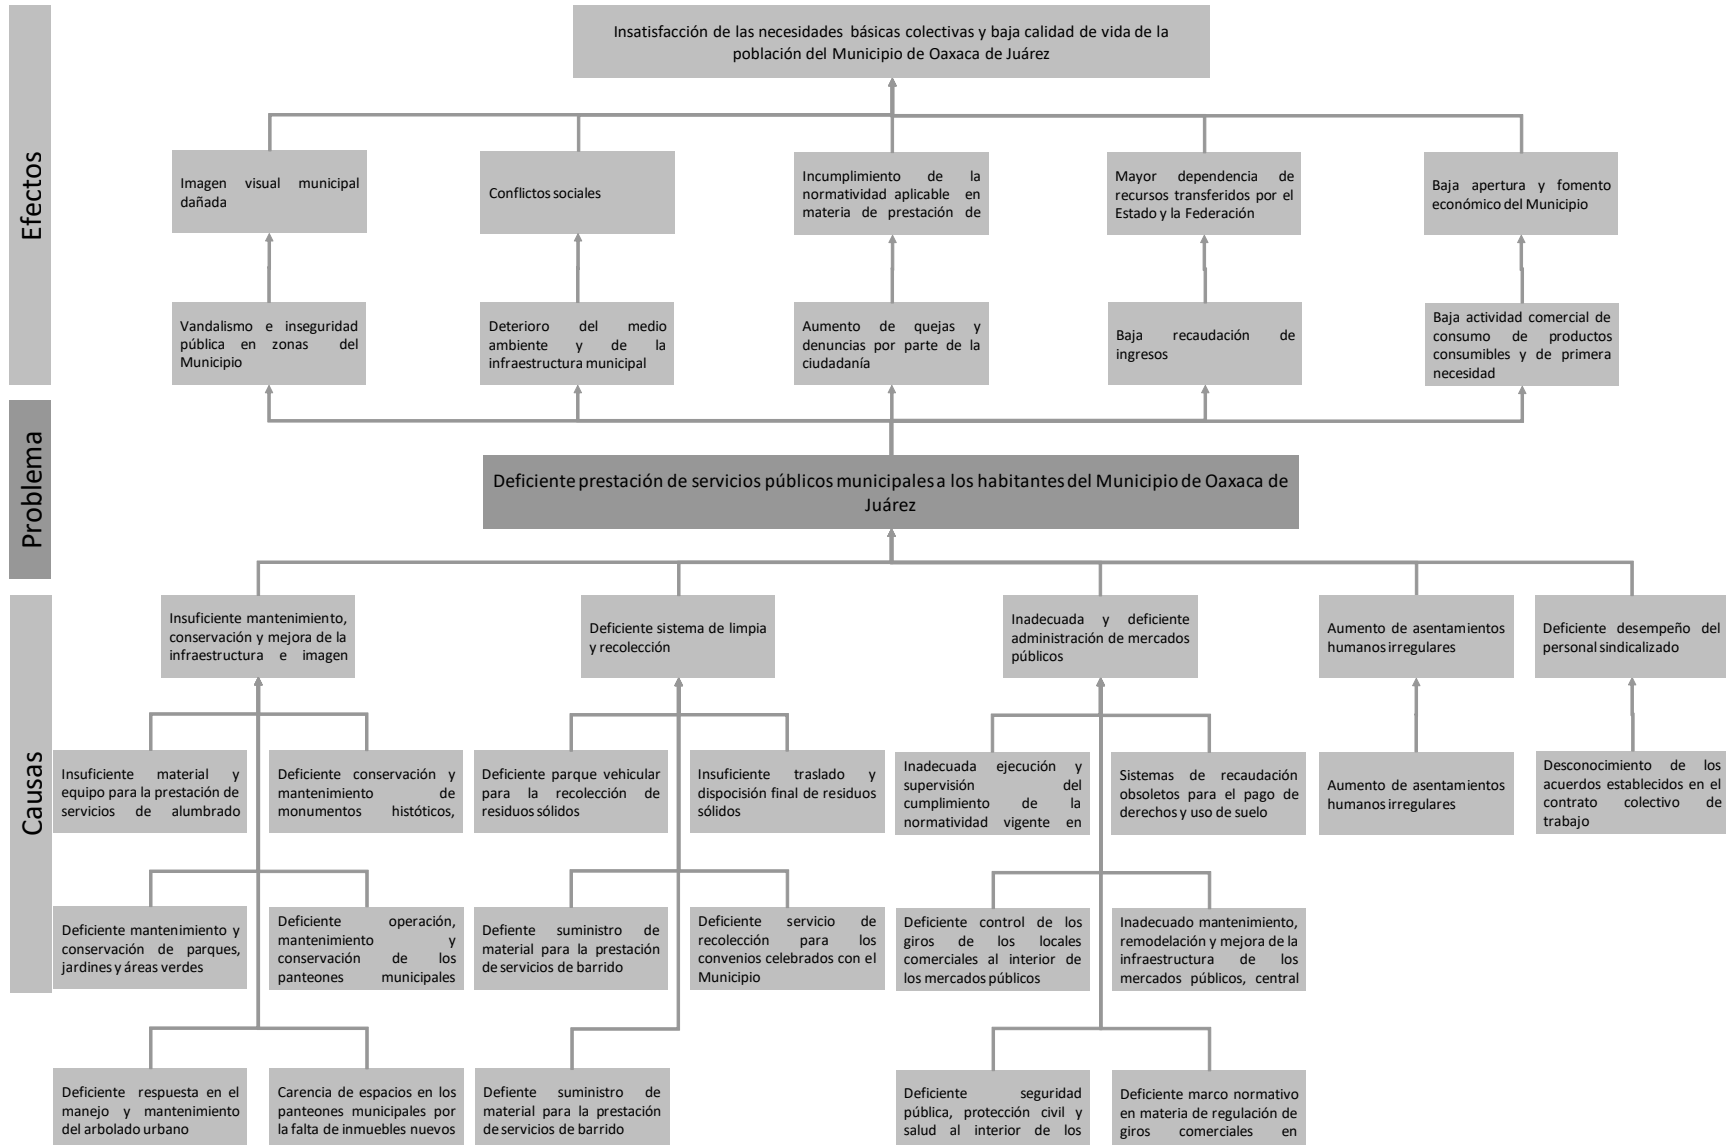 Efectos
Insatisfacción de las necesidades básicas colectivas y baja calidad de vida de la
población del Municipio de Oaxaca de Juárez
Imagen visual municipal
dañada
Conflictos sociales
Incumplimiento de la
normatividad aplicable en
materia de prestación de
Mayor dependencia de
recursos transferidos por el
Estado y la Federación
Baja apertura y fomento
económico del Municipio
Vandalismo e inseguridad
pública en zonas del
Municipio
Deterioro del medio
ambiente y de la
infraestructura municipal
Aumento de quejas y
denuncias por parte de la
ciudadanía
Baja recaudación de
ingresos
Baja actividad comercial de
consumo de productos
consumibles y de primera
necesidad
Problema
Deficiente prestación de servicios públicos municipales a los habitantes del Municipio de Oaxaca de
Juárez
Causas
Insuficiente mantenimiento,
conservación y mejora de la
infraestructura e imagen
Deficiente sistema de limpia
y recolección
Inadecuada y deficiente
administración de mercados
públicos
Aumento de asentamientos
humanos irregulares
Deficiente desempeño del
personal sindicalizado
Insuficiente material y
equipo para la prestación de
servicios de alumbrado
Deficiente conservación y
mantenimiento de
monumentos históticos,
Deficiente parque vehicular
para la recolección de
residuos sólidos
Insuficiente traslado y
disposición final de residuos
sólidos
Inadecuada ejecución y
supervisión del
cumplimiento de la
normatividad vigente en
Sistemas de recaudación
obsoletos para el pago de
derechos y uso de suelo
Aumento de asentamientos
humanos irregulares
Desconocimiento de los
acuerdos establecidos en el
contrato colectivo de
trabajo
Deficiente mantenimiento y
conservación de parques,
jardines y áreas verdes
Deficiente operación,
mantenimiento y
conservación de los
panteones municipales
Defiente suministro de
material para la prestación
de servicios de barrido
Deficiente servicio de
recolección para los
convenios celebrados con el
Municipio
Deficiente control de los
giros de los locales
comerciales al interior de
los mercados públicos
Inadecuado mantenimiento,
remodelación y mejora de la
infraestructura de los
mercados públicos, central
Deficiente respuesta en el
manejo y mantenimiento
del arbolado urbano
Carencia de espacios en los
panteones municipales por
la falta de inmuebles nuevos
Defiente suministro de
material para la prestación
de servicios de barrido
Deficiente seguridad
pública, protección civil y
salud al interior de los
Deficiente marco normativo
en materia de regulación de
giros comerciales en